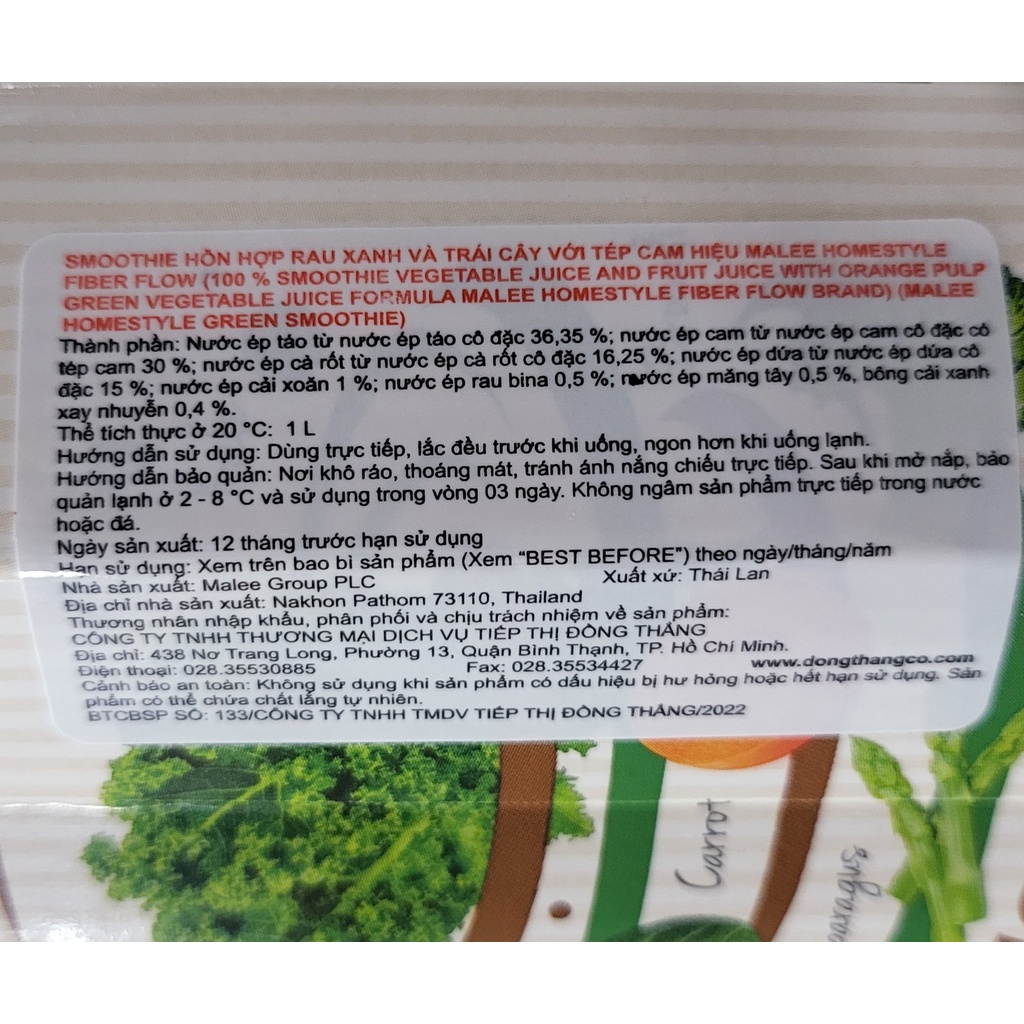 SMOOTHIE HỖN HỢP RAU XANH VÀ TRÁI CÂY VỚI TÉP CAM HIỆU MALEE HOMESTYLE
FIBER FLOW (100 % SMOOTHIE VEGETABLE JUICE AND FRUIT JUICE WITH ORANGE PULP
GREEN VEGETABLE JUICE FORMULA MALEE HOMESTYLE FIBER FLOW BRAND) (MALEE
HOMESTYLE GREEN SMOOTHIE)
Thành phần: Nước ép táo từ nước ép táo cô đặc 36,35 %; nước ép cam từ nước ép cam cô đặc có
tép cam 30 %; nước ép cà rốt từ nước ép cà rốt cô đặc 16,25 %; nước ép dứa từ nước ép dứa cô
đặc 15 %; nước ép cải xoăn 1 %; nước ép rau bina 0,5 %; nước ép măng tây 0,5 %, bông cải xanh
xay nhuyễn 0,4 %.
Thể tích thực ở 20 °C: 1 L
Hướng dẫn sử dụng: Dùng trực tiếp, lắc đều trước khi uống, ngon hơn khi uống lạnh.
Hướng dẫn bảo quản: Nơi khô ráo, thoáng mát, tránh ánh nắng chiếu trực tiếp. Sau khi mở nắp, bảo
quản lạnh ở 2 - 8 °C và sử dụng trong vòng 03 ngày. Không ngâm sản phẩm trực tiếp trong nước
hoặc đá.
Ngày sản xuất: 12 tháng trước hạn sử dụng
Hạn sử dụng: Xem trên bao bì sản phẩm (Xem “BEST BEFORE”) theo ngày/tháng/năm
Nhà sản xuất: Malee Group PLC Xuất xứ: Thái Lan
Địa chỉ nhà sản xuất: Nakhon Pathom 73110, Thailand
Thương nhân nhập khẩu, phân phối và chịu trách nhiệm về sản phẩm:
CÔNG TY TNHH THƯƠNG MẠI DỊCH VỤ TIẾP THỊ ĐÔNG THĂNG
Địa chỉ: 438 Nơ Trang Long, Phường 13, Quận Bình Thạnh, TP. Hồ Chí Minh.
Điện thoại: 028.35530885 Fax: 028.35534427 www.dongthangco.com
Cảnh báo an toàn: Không sử dụng khi sản phẩm có dấu hiệu bị hư hỏng hoặc hết hạn sử dụng. Sản
phẩm có thể chứa chất lắng tự nhiên.
BTCBSP SỐ: 133/CÔNG TY TNHH TMDV TIẾP THỊ ĐÔNG THĂNG/2022
Carrot